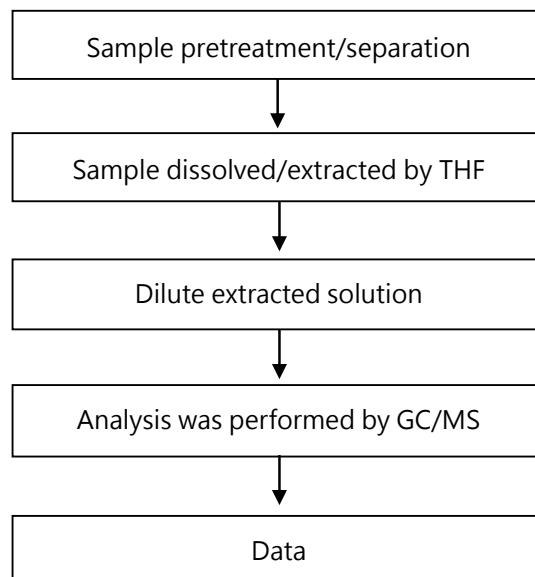 Sample pretreatment/separation
Sample dissolved/extracted by THF
Dilute extracted solution
Analysis was performed by GC/MS
Data